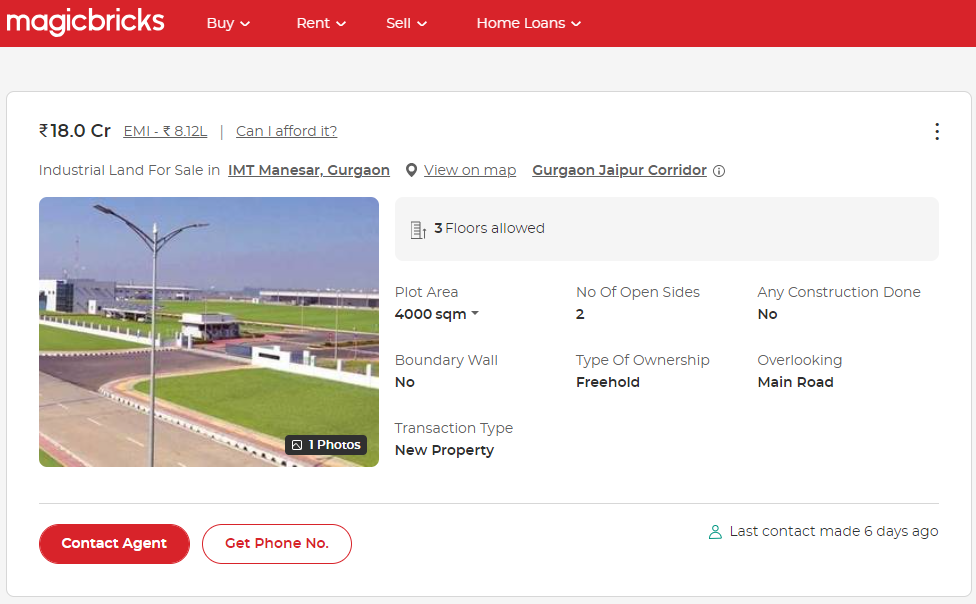 magicbricks Buy Rent Sell Home Loans
₹18.0 Cr EMI - ₹ 8.12L | Can I afford it?
Industrial Land For Sale in IMT Manesar, Gurgaon View on map Gurgaon Jaipur Corridor
3 Floors allowed
Plot Area No Of Open Sides Any Construction Done
4000 sqm 2 No
Boundary Wall Type Of Ownership Overlooking
No Freehold Main Road
Transaction Type
New Property
1 Photos
Contact Agent Get Phone No. Last contact made 6 days ago